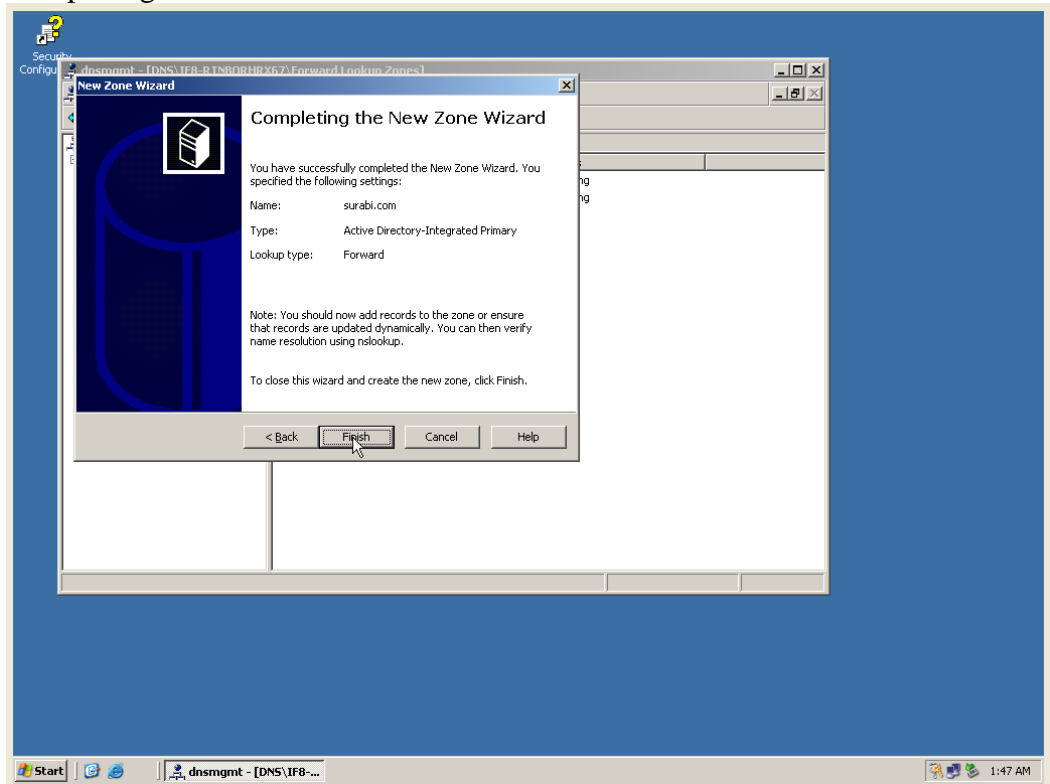 Security
Configu
dnsmgmt - [DNS\IF8-RTNBORHRX67\Forward Lookup Zones]
New Zone Wizard
Completing the New Zone Wizard
You have successfully completed the New Zone Wizard. You
specified the following settings:
ng
Name: surabi.com
ng
Type: Active Directory-Integrated Primary
Lookup type: Forward
Note: You should now add records to the zone or ensure
that records are updated dynamically. You can then verify
name resolution using nslookup.
To close this wizard and create the new zone, click Finish.
< Back Finish Cancel Help
Start dnsmgmt - [DNS\IF8-... 1:47 AM